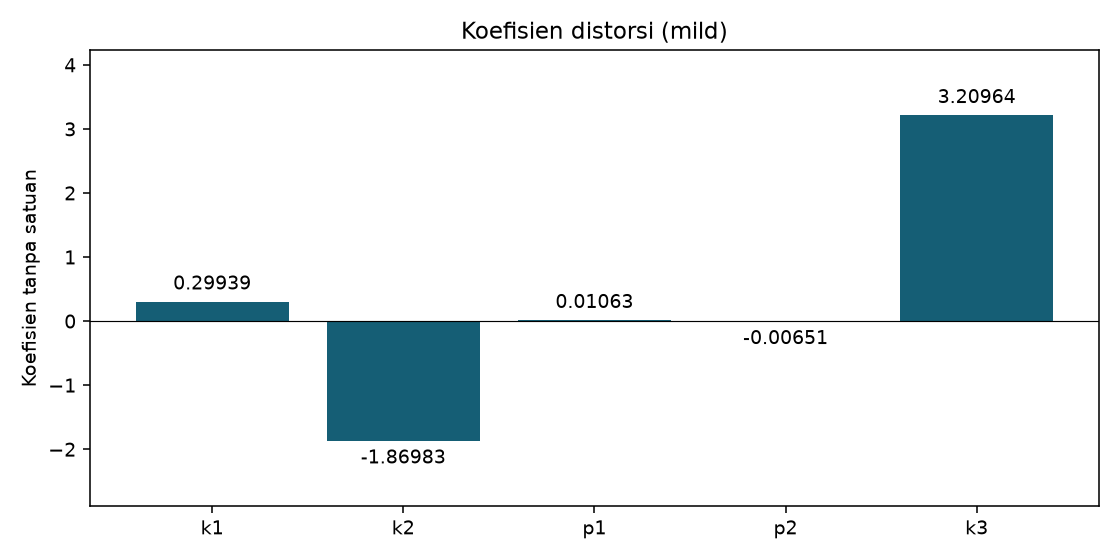 Koefisien distorsi (mild)
Koefisien tanpa satuan
4
3
2
1
0
−1
−2
0.29939
-1.86983
0.01063
-0.00651
3.20964
k1
k2
p1
p2
k3